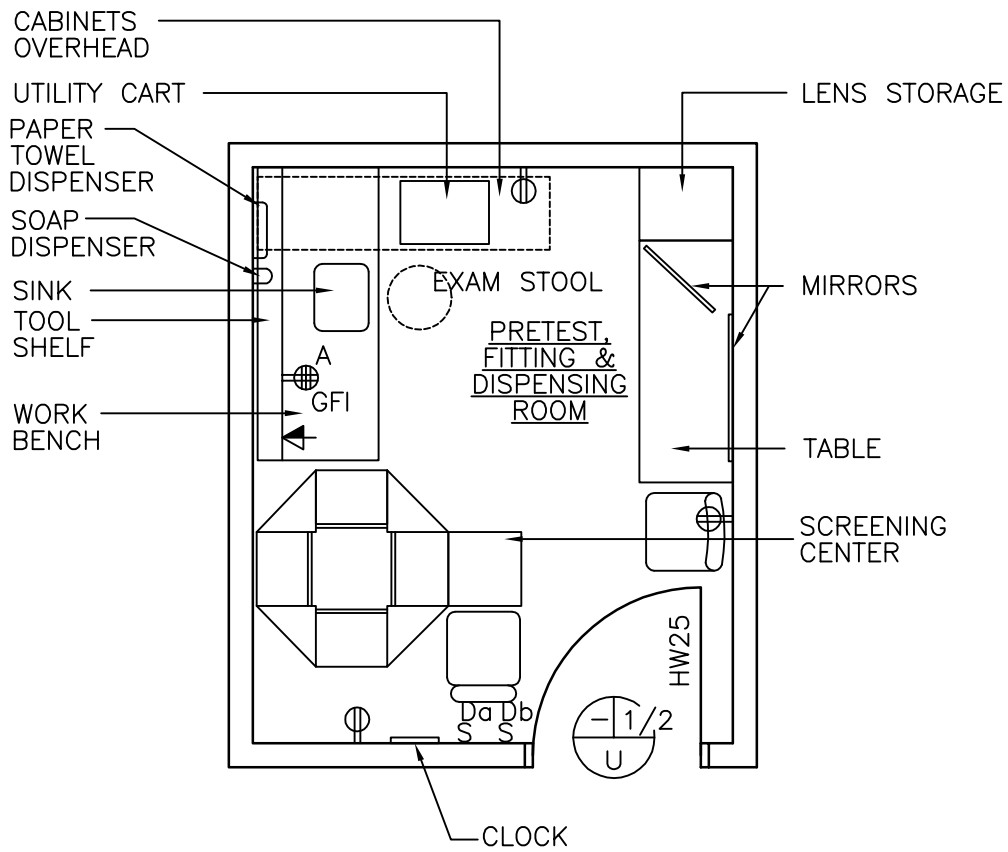 CABINETS
OVERHEAD
UTILITY CART
LENS STORAGE
PAPER
TOWEL
DISPENSER
SOAP
DISPENSER
SINK
EXAM STOOL
MIRRORS
TOOL
SHELF
PRETEST,
FITTING &
DISPENSING
ROOM
A
GFI
WORK
BENCH
TABLE
SCREENING
CENTER
HW25
Da Db
S S
- 1/2
U
CLOCK